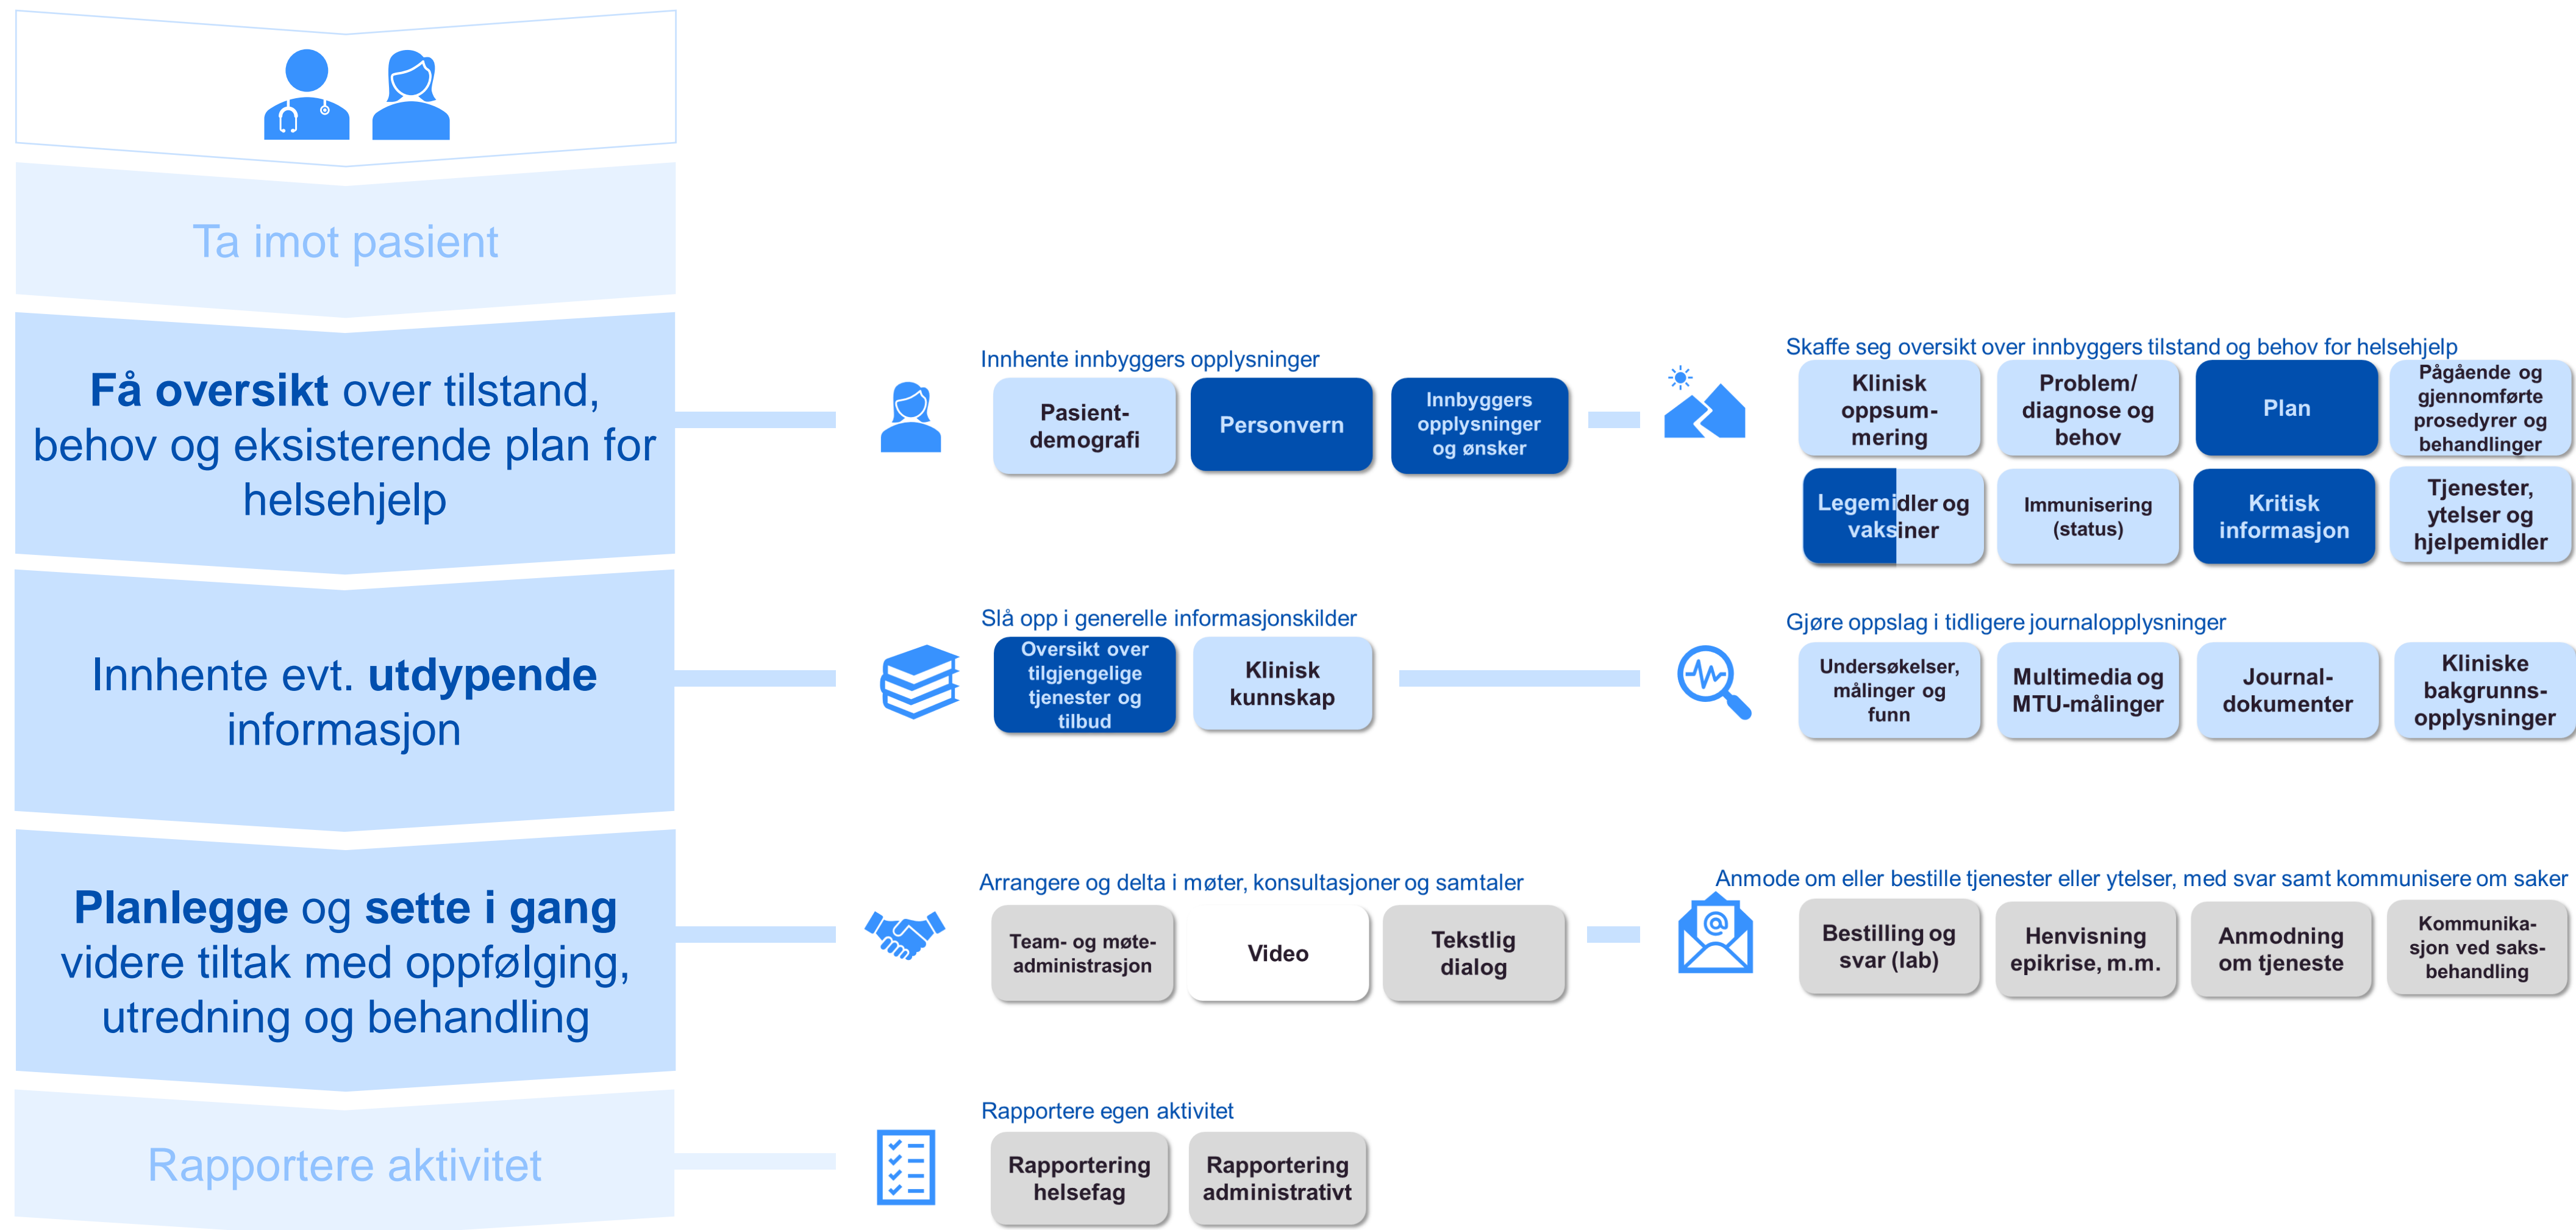 Ta imot pasient
Få oversikt over tilstand,
behov og eksisterende plan for
helsehjelp
Innhente innbyggers opplysninger
Pasient-
demografi
Personvern
Innbyggers
opplysninger
og ønsker
Skaffe seg oversikt over innbyggers tilstand og behov for helsehjelp
Klinisk
oppsum-
mering
Problem/
diagnose og
behov
Plan
Pågående og
gjennomførte
prosedyrer og
behandlinger
Legemidler og
vaksiner
Immunisering
(status)
Kritisk
informasjon
Tjenester,
ytelser og
hjelpemidler
Innhente evt. utdypende
informasjon
Slå opp i generelle informasjonskilder
Oversikt over
tilgjengelige
tjenester og
tilbud
Klinisk
kunnskap
Gjøre oppslag i tidligere journalopplysninger
Undersøkelser,
målinger og
funn
Multimedia og
MTU-målinger
Journal-
dokumenter
Kliniske
bakgrunns-
opplysninger
Planlegge og sette i gang
videre tiltak med oppfølging,
utredning og behandling
Arrangere og delta i møter, konsultasjoner og samtaler
Team- og møte-
administrasjon
Video
Tekstlig
dialog
Anmode om eller bestille tjenester eller ytelser, med svar samt kommunisere om saker
@
Bestilling og
svar (lab)
Henvisning
epikrise, m.m.
Anmodning
om tjeneste
Kommunika-
sjon ved saks-
behandling
Rapportere aktivitet
Rapportere egen aktivitet
Rapportering
helsefag
Rapportering
administrativt